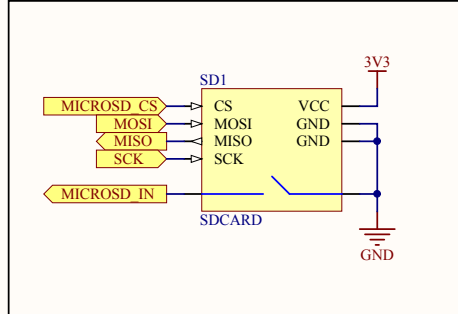 3V3
SD1
MICROSD_CS CS VCC
MOSI MOSI GND
MISO MISO GND
SCK SCK
MICROSD_IN
SDCARD
GND